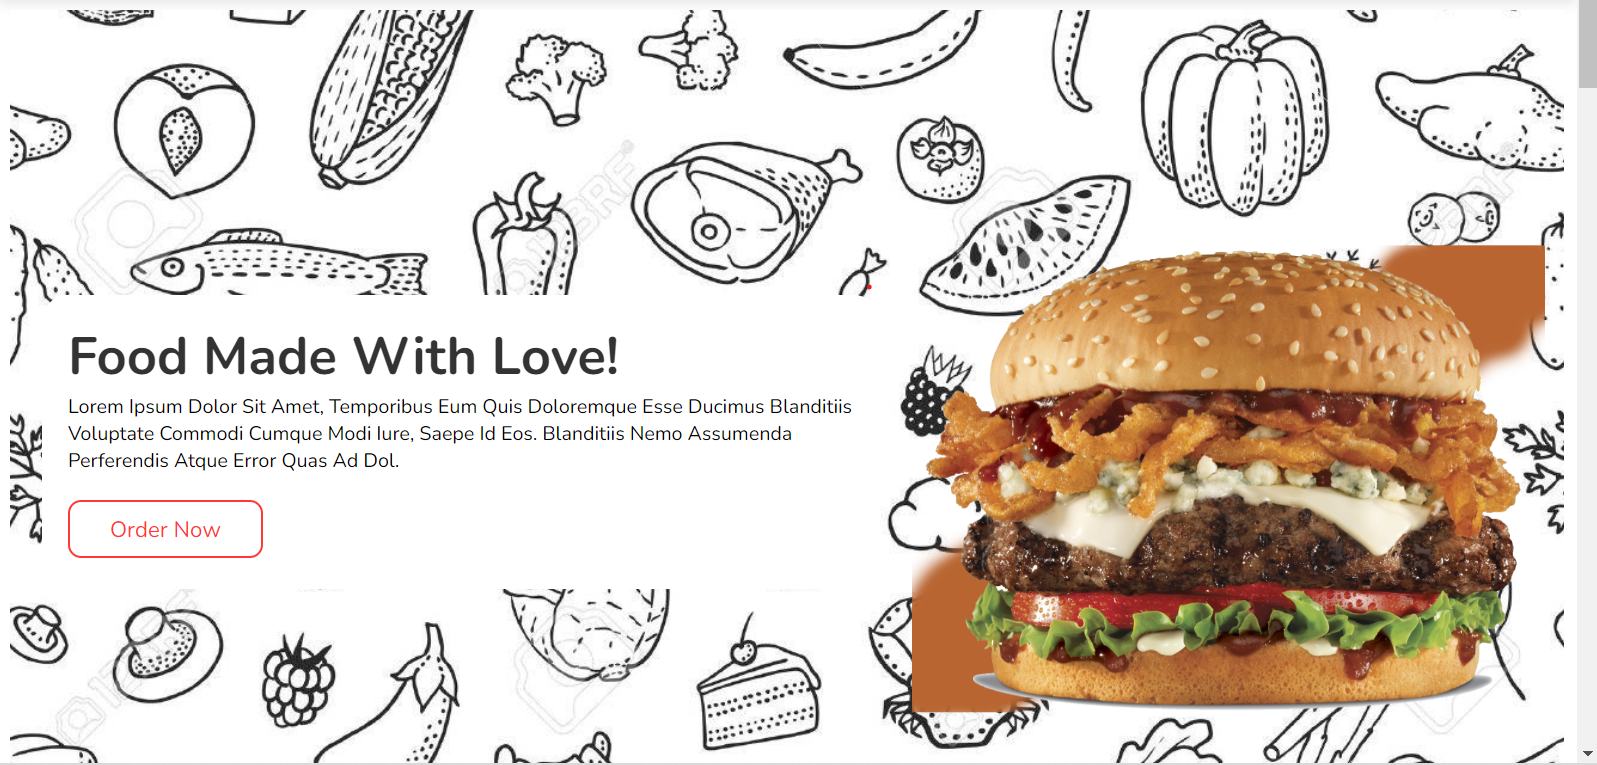 Food Made With Love!
Lorem Ipsum Dolor Sit Amet, Temporibus Eum Quis Doloremque Esse Ducimus Blanditiis
Voluptate Commodi Cumque Modi Iure, Saepe Id Eos. Blanditiis Nemo Assumenda
Perferendis Atque Error Quas Ad Dol.
Order Now